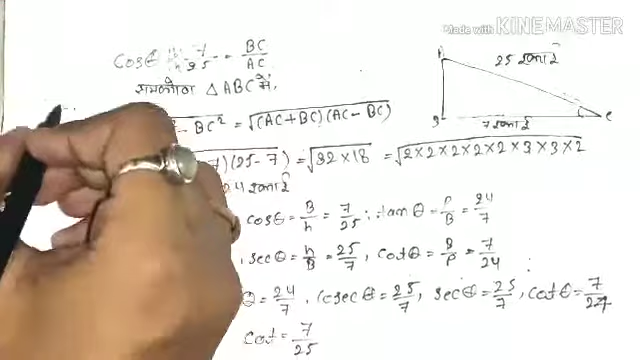 Made with KINEMASTER
Cosθ = 7/25 = BC/AC
समकोण △ABC में,
25 इकाई
7 इकाई
C
- BC² = √(AC+BC)(AC-BC)
7)(25-7) = √32×18 = √2×2×2×2×2×3×3×2
24 इकाई
cosθ = B/h = 7/25, tanθ = P/B = 24/7
secθ = h/B = 25/7, cotθ = B/P = 7/24
θ = 24/7, cosecθ = 25/7, secθ = 25/7, cotθ = 7/24
cot = 7/25